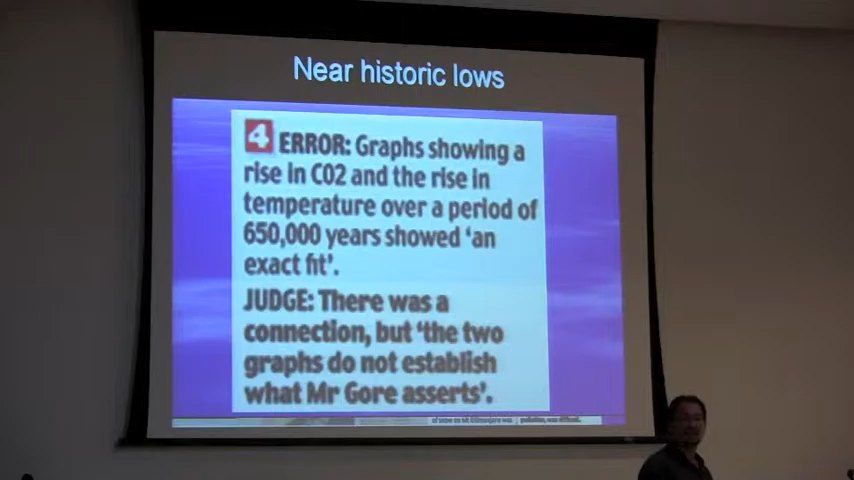 Near historic lows
4 ERROR: Graphs showing a
rise in CO2 and the rise in
temperature over a period of
650,000 years showed ‘an
exact fit’.
JUDGE: There was a
connection, but ‘the two
graphs do not establish
what Mr Gore asserts’.